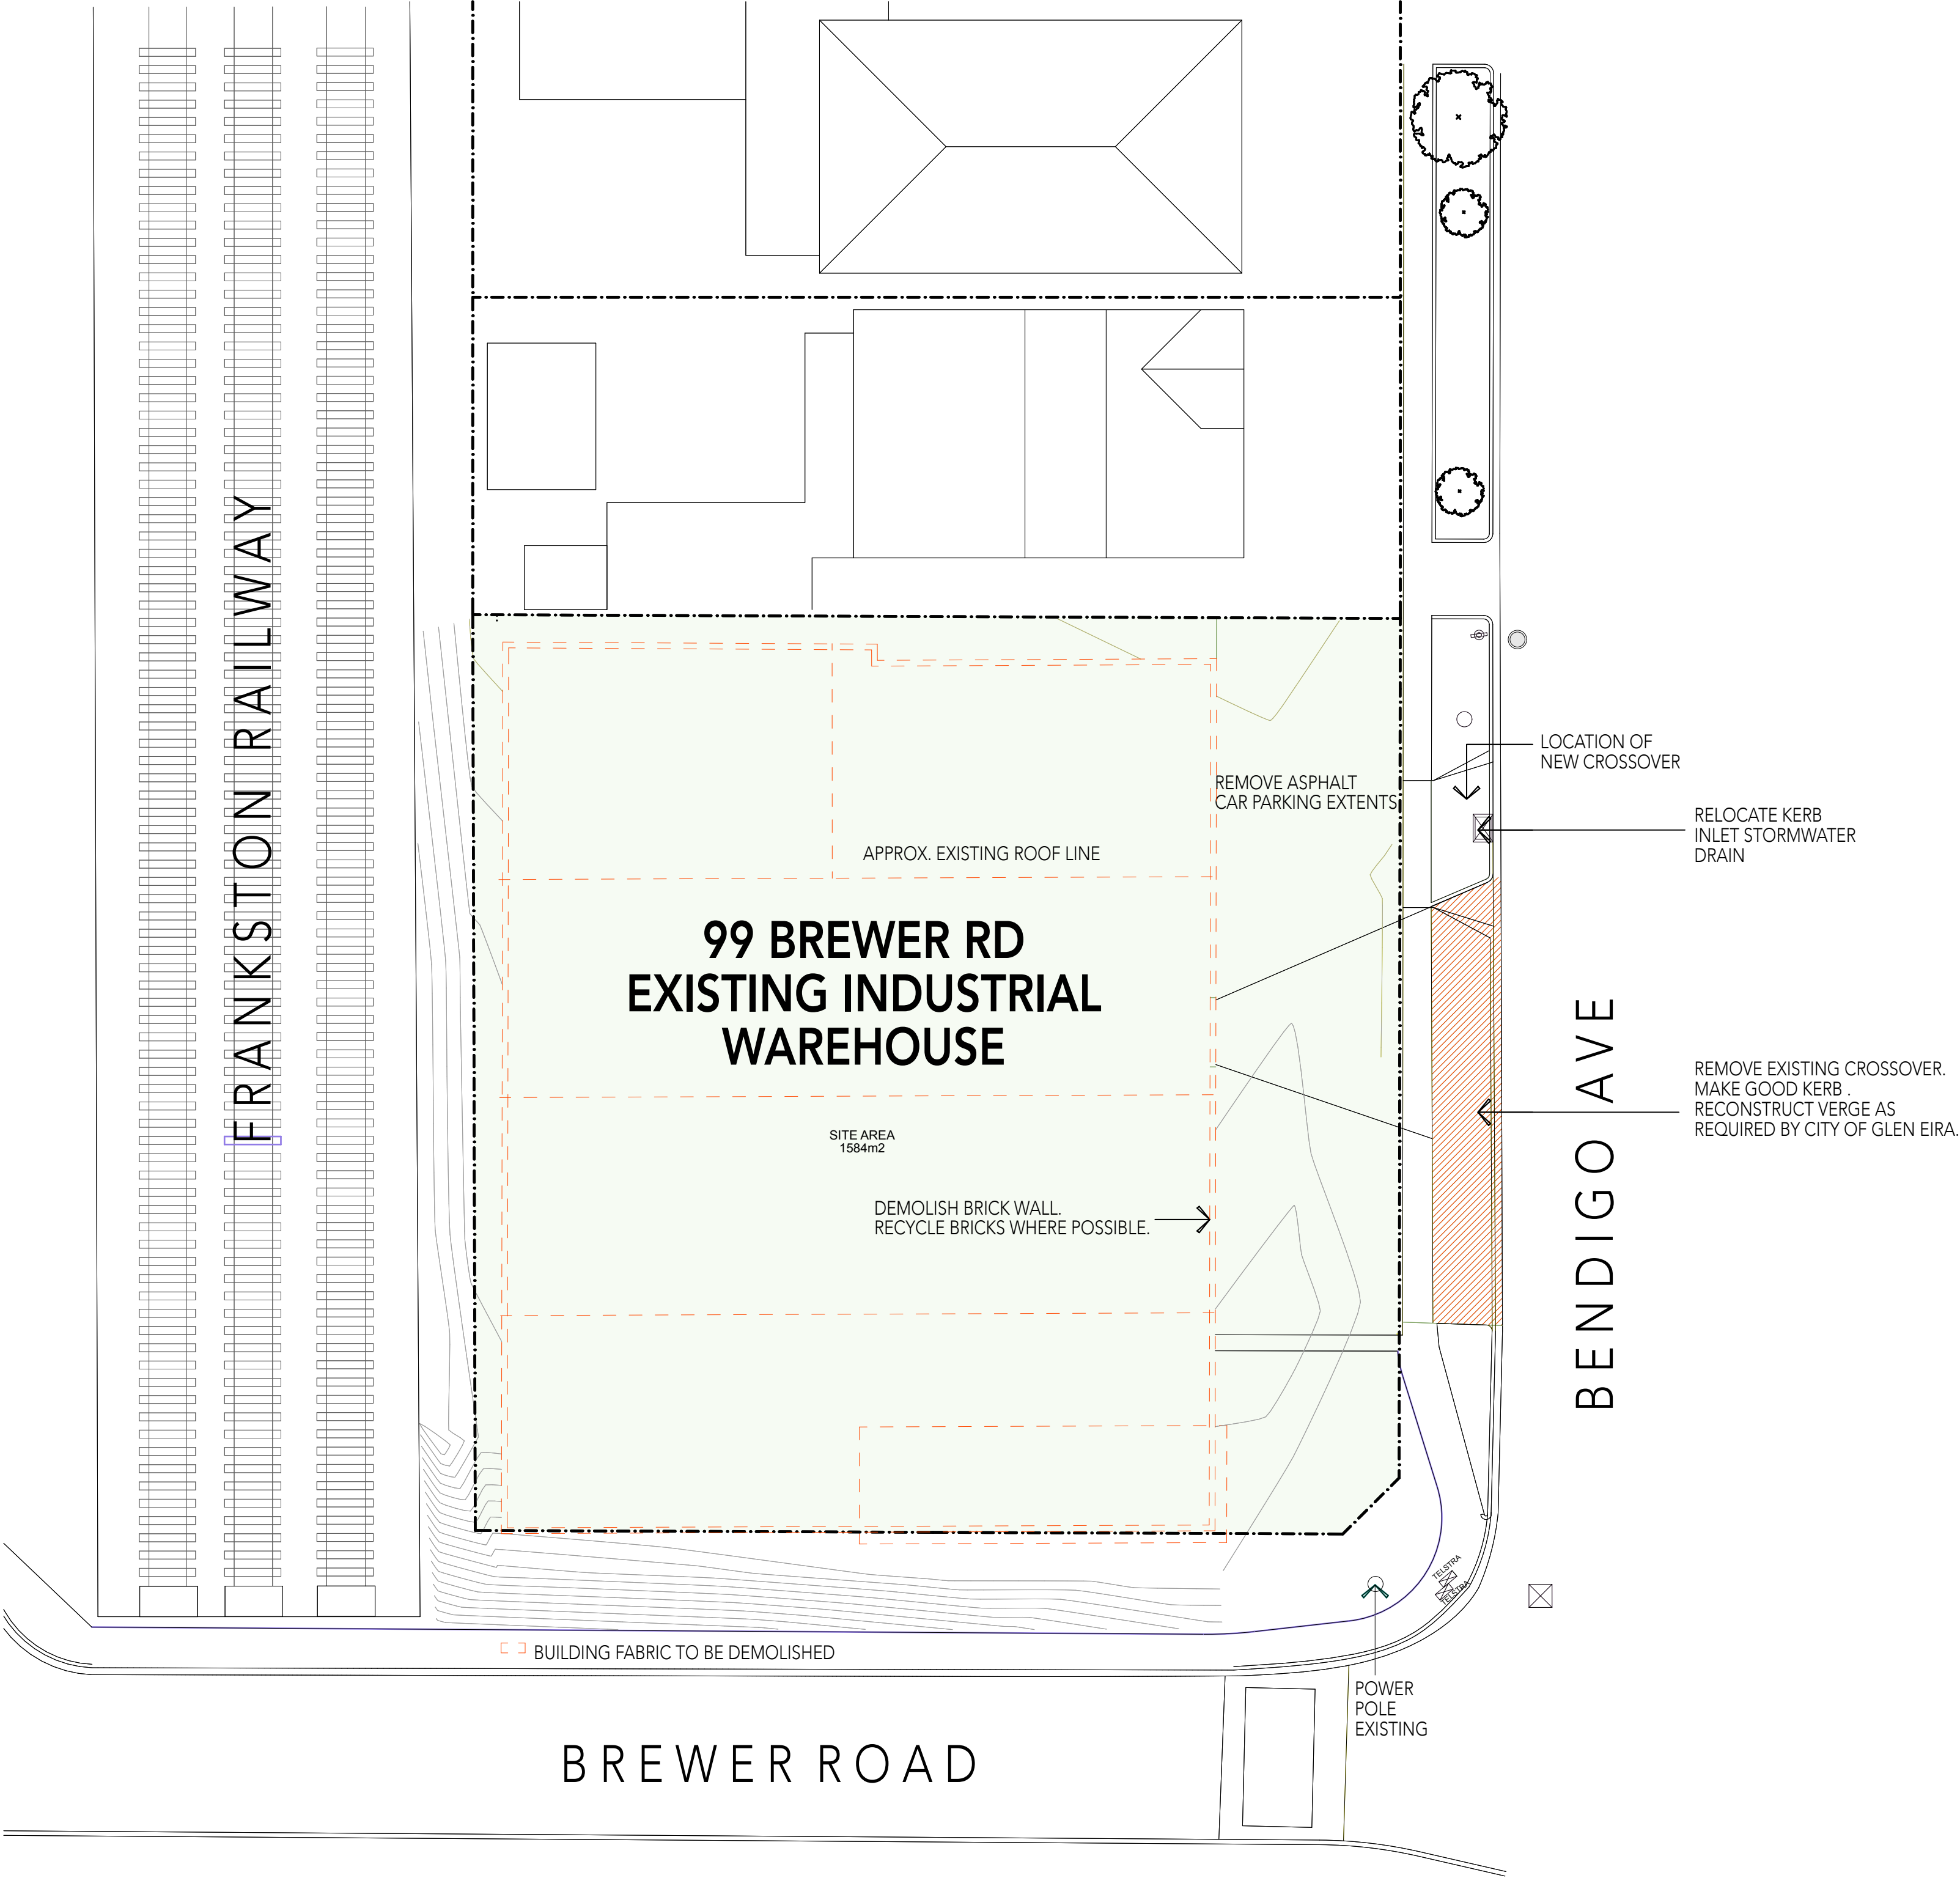 FRANKSTON RAILWAY
LOCATION OF
NEW CROSSOVER
REMOVE ASPHALT
CAR PARKING EXTENTS
RELOCATE KERB
INLET STORMWATER
DRAIN
APPROX. EXISTING ROOF LINE
99 BREWER RD
EXISTING INDUSTRIAL
WAREHOUSE
BENDIGO AVE
REMOVE EXISTING CROSSOVER.
MAKE GOOD KERB .
RECONSTRUCT VERGE AS
REQUIRED BY CITY OF GLEN EIRA.
SITE AREA
1584m2
DEMOLISH BRICK WALL.
RECYCLE BRICKS WHERE POSSIBLE.
TELSTRA
TELSTRA
BUILDING FABRIC TO BE DEMOLISHED
POWER
POLE
EXISTING
BREWER ROAD